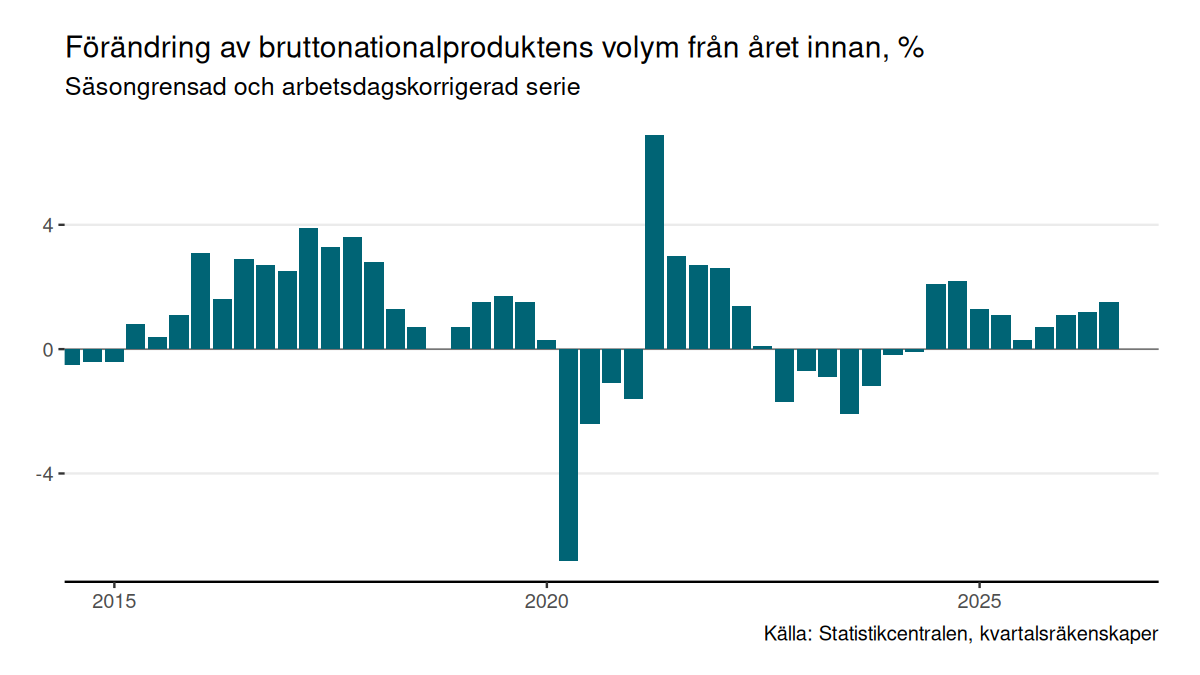 Förändring av bruttonationalproduktens volym från året innan, %
Säsongrensad och arbetsdagskorrigerad serie
4
0
-4
2015 2020 2025
Källa: Statistikcentralen, kvartalsräkenskaper